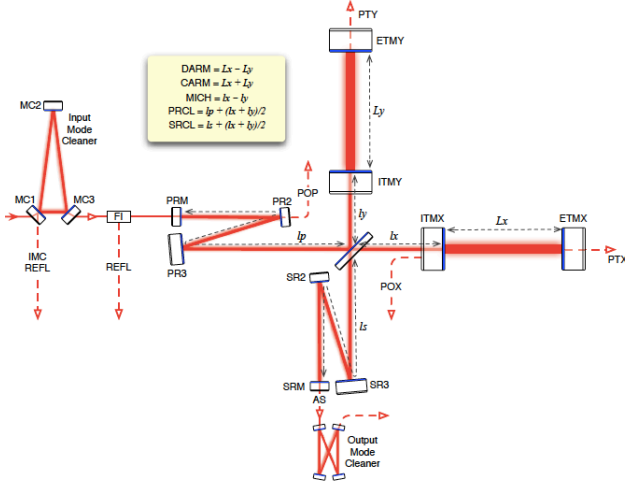 PTY
ETMY
DARM = Lx – Ly
CARM = Lx + Ly
MICH = lx – ly
PRCL = lp + (lx + ly)/2
SRCL = ls + (lx + ly)/2
MC2
Input
Mode
Cleaner
Ly
ITMY
MC1
MC3
FI
PRM
PR2
POP
ly
ITMX
Lx
ETMX
IMC
REFL
REFL
PR3
lp
lx
PTX
POX
SR2
ls
SRM
SR3
AS
Output
Mode
Cleaner